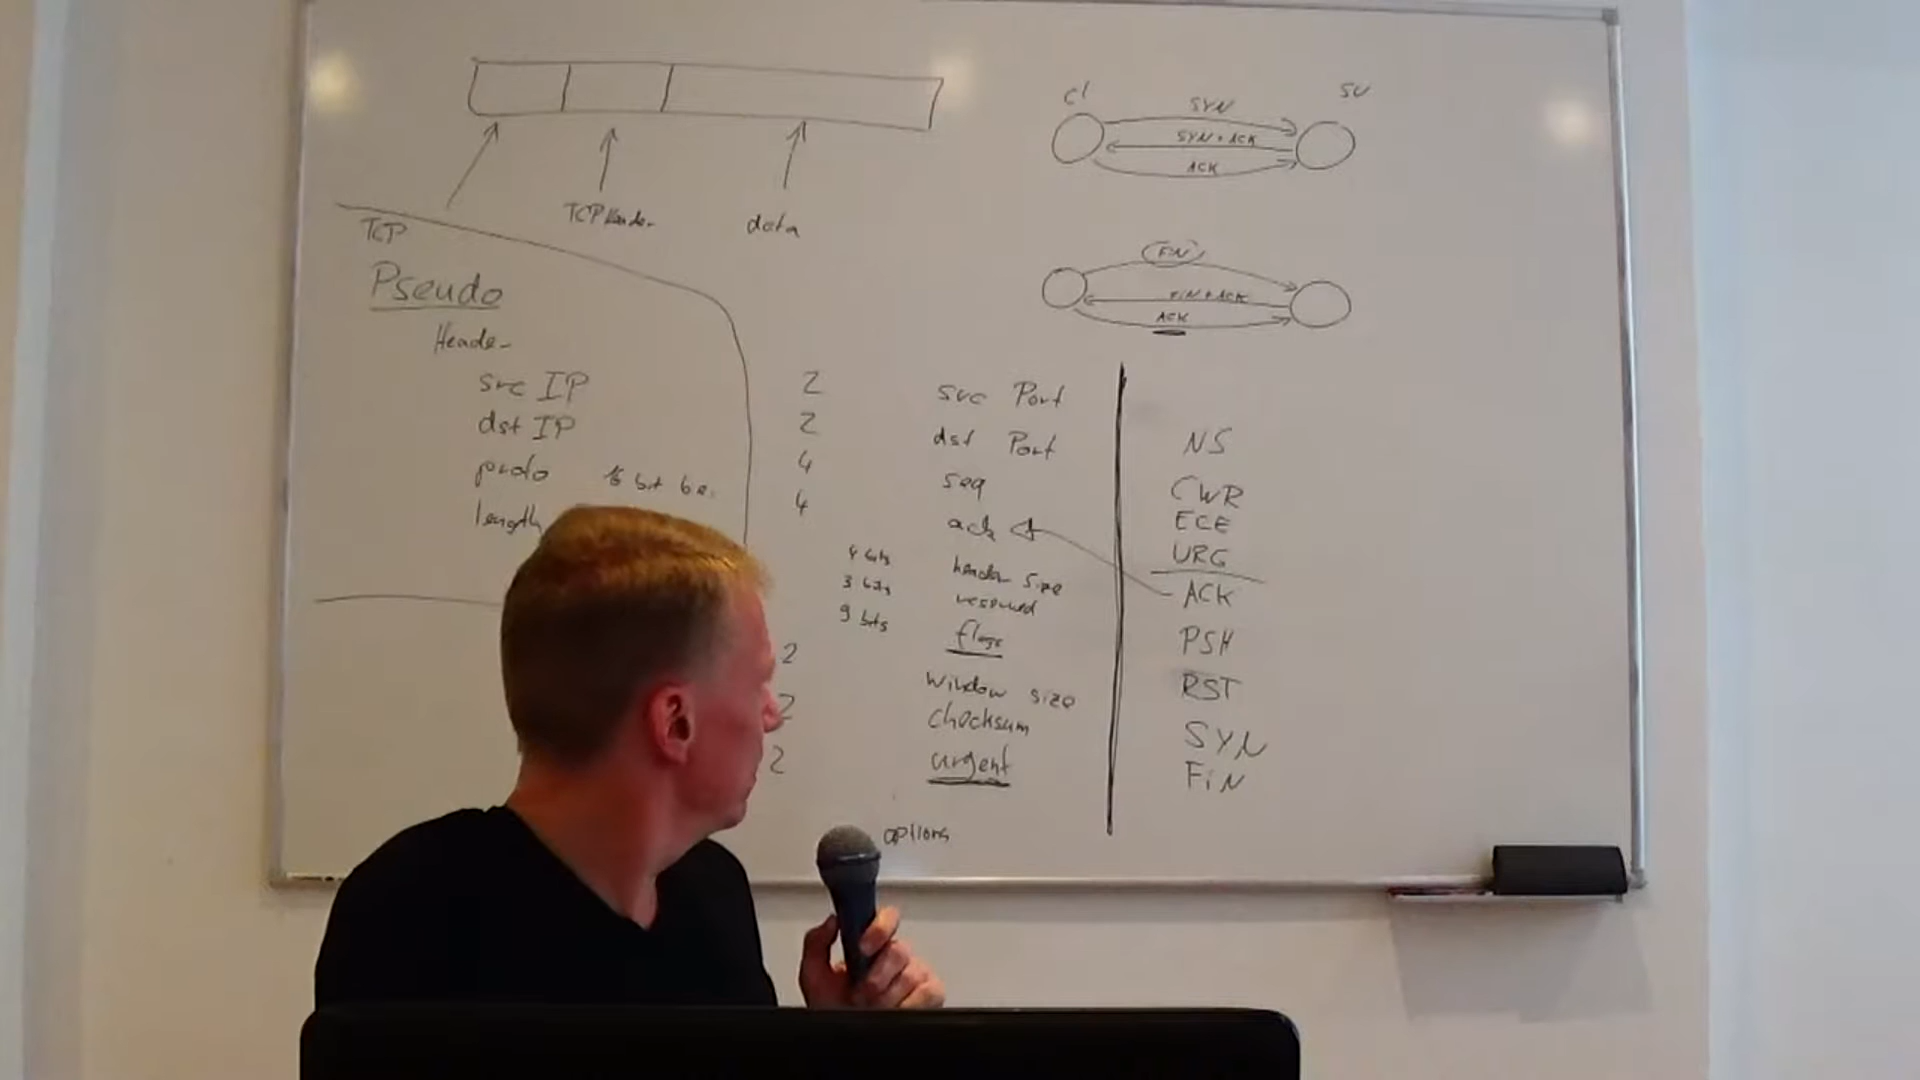 TCP Header
data
TCP
Pseudo
Header
src IP
dst IP
proto 16 bit b.e.
length
cl
sv
SYN
SYN + ACK
ACK
FIN
FIN + ACK
ACK
2 src Port
2 dst Port
4 seq
4 ack
4 bits header size
3 bits reserved
9 bits flags
2 window size
2 checksum
2 urgent
options
NS
CWR
ECE
URG
ACK
PSH
RST
SYN
FiN